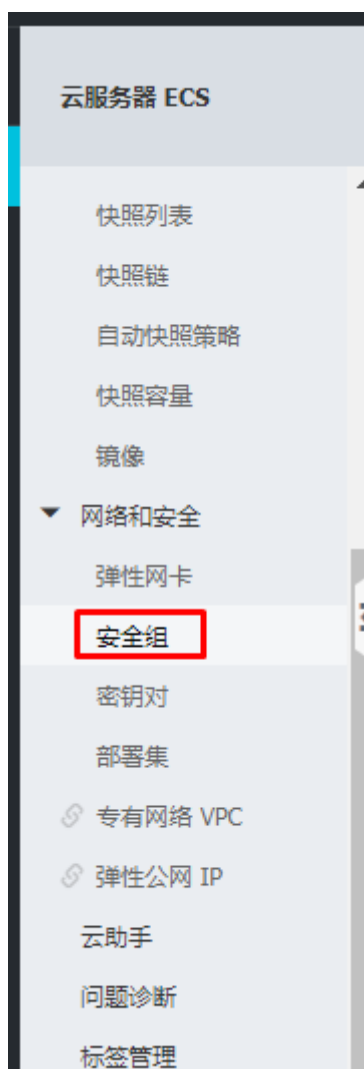 云服务器 ECS
快照列表
快照链
自动快照策略
快照容量
镜像
网络和安全
弹性网卡
安全组
密钥对
部署集
专有网络 VPC
弹性公网 IP
云助手
问题诊断
标签管理